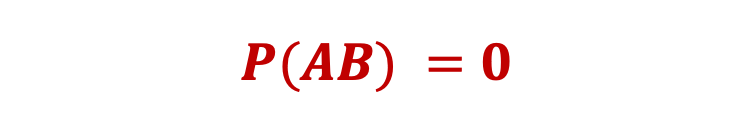 P(AB) = 0